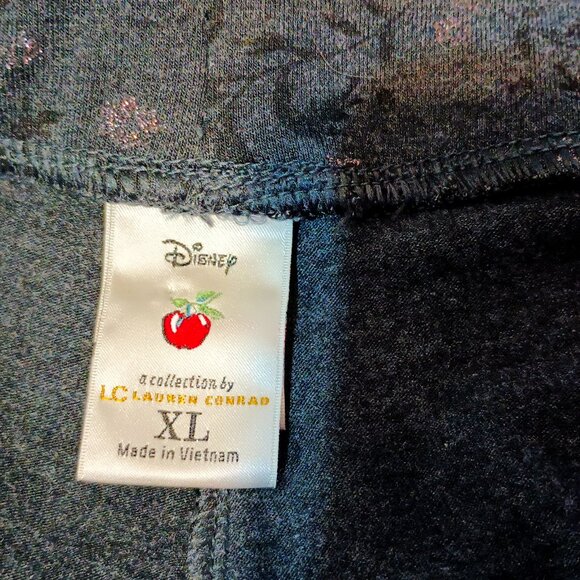 Disney
a collection by
LC LAUREN CONRAD
XL
Made in Vietnam